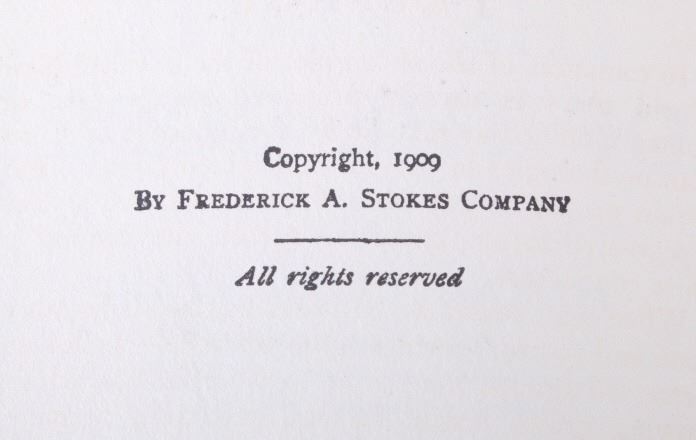 Copyright, 1909
By Frederick A. Stokes Company
All rights reserved